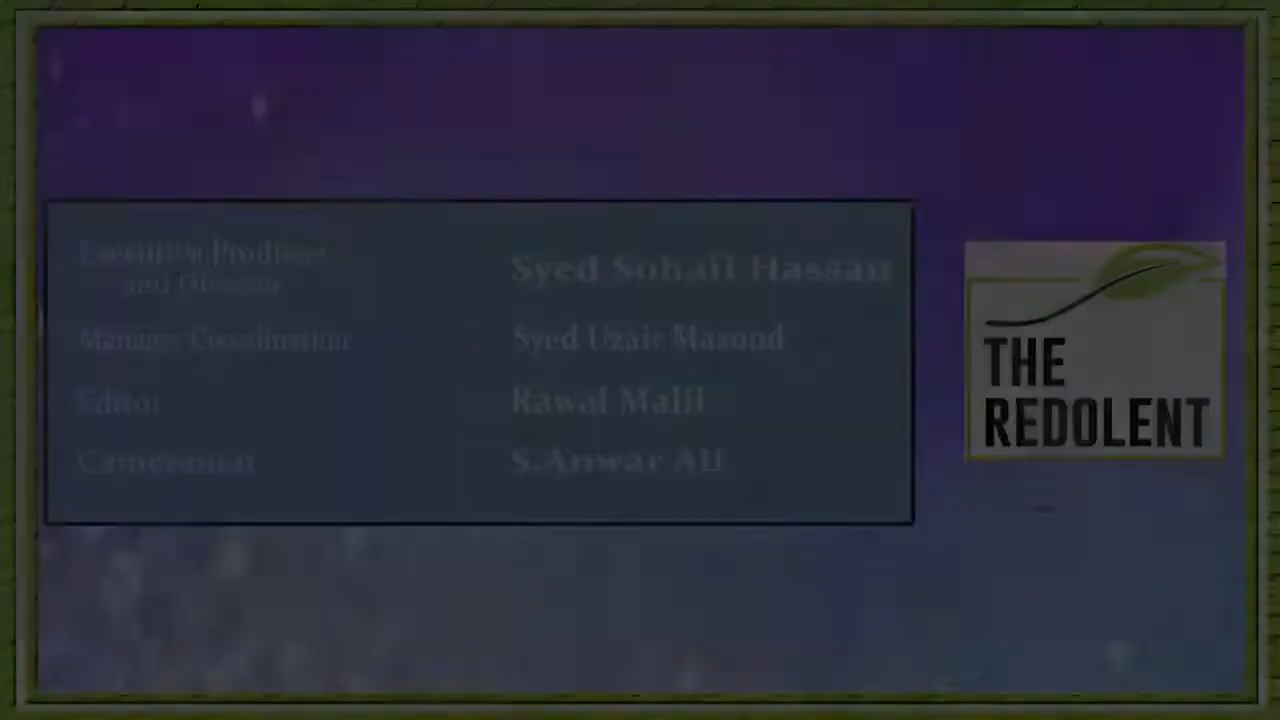 Executive Producer
and Director
Syed Sohail Hassan
Manager Coordination
Syed Uzair Masood
Editor
Rawal Malil
Cameraman
S.Anwar Ali
THE
REDOLENT